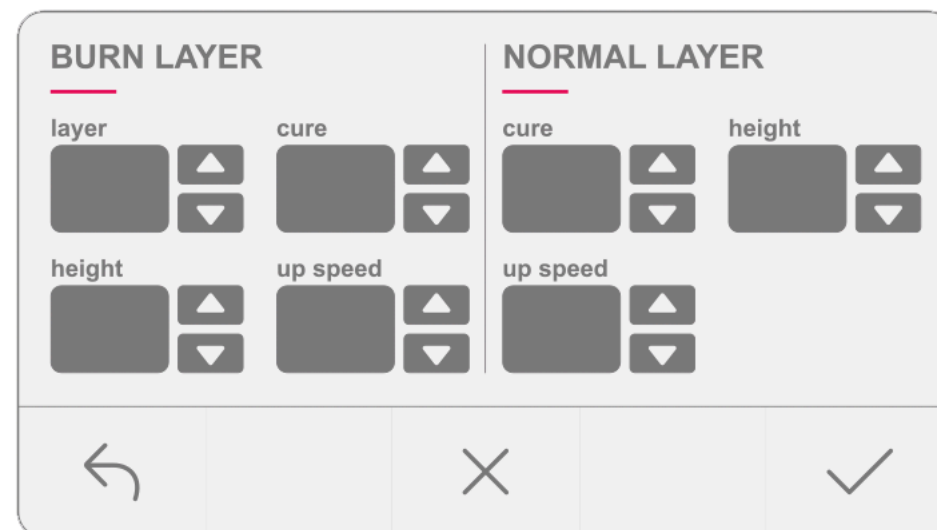 BURN LAYER
layer cure
height up speed
NORMAL LAYER
cure height
up speed